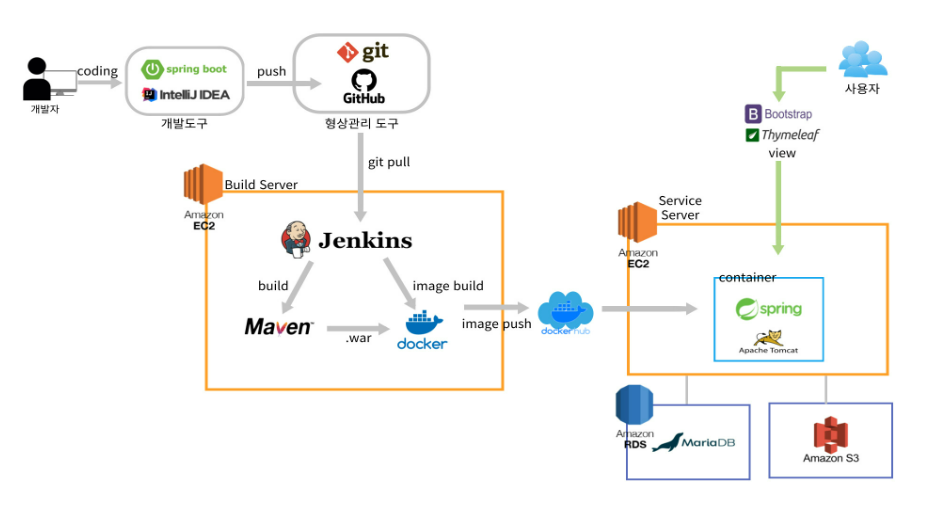 개발자
coding
spring boot
IntelliJ IDEA
개발도구
push
git
GitHub
형상관리 도구
git pull
사용자
Bootstrap
Thymeleaf
view
Build Server
Amazon
EC2
Jenkins
build
image build
Maven™
.war
docker
image push
docker hub
Service
Server
Amazon
EC2
container
spring
Apache Tomcat
Amazon
RDS
MariaDB
Amazon S3